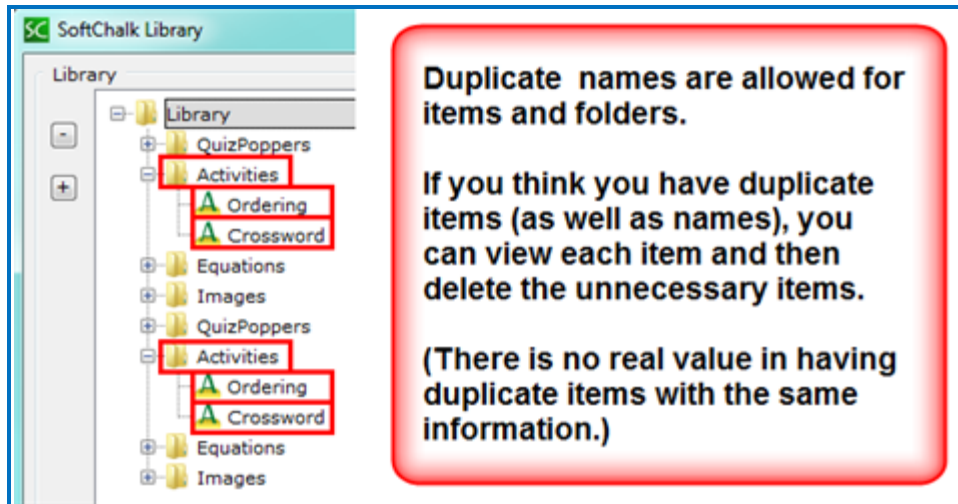 SC SoftChalk Library
Library
- Library
QuizPoppers
Activities
A Ordering
A Crossword
Equations
Images
+
QuizPoppers
Activities
A Ordering
A Crossword
Equations
Images
Duplicate names are allowed for
items and folders.
If you think you have duplicate
items (as well as names), you
can view each item and then
delete the unnecessary items.
(There is no real value in having
duplicate items with the same
information.)